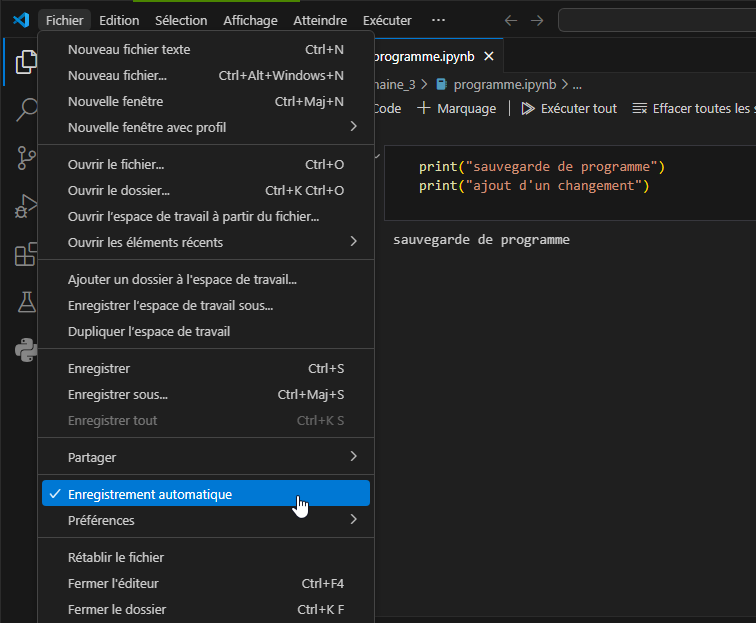 Fichier Edition Sélection Affichage Atteindre Exécuter ...
programme.ipynb
Nouveau fichier texte Ctrl+N
Nouveau fichier... Ctrl+Alt+Windows+N
Nouvelle fenêtre Ctrl+Maj+N
Nouvelle fenêtre avec profil
Ouvrir le fichier... Ctrl+O
Ouvrir le dossier... Ctrl+K Ctrl+O
Ouvrir l'espace de travail à partir du fichier...
Ouvrir les éléments récents
Ajouter un dossier à l'espace de travail...
Enregistrer l'espace de travail sous...
Dupliquer l'espace de travail
Enregistrer Ctrl+S
Enregistrer sous... Ctrl+Maj+S
Enregistrer tout Ctrl+K S
Partager
Enregistrement automatique
Préférences
Rétablir le fichier
Fermer l'éditeur Ctrl+F4
Fermer le dossier Ctrl+K F
naine_3 > programme.ipynb > ...
Code + Marquage Exécuter tout Effacer toutes les s
print("sauvegarde de programme")
print("ajout d'un changement")
sauvegarde de programme